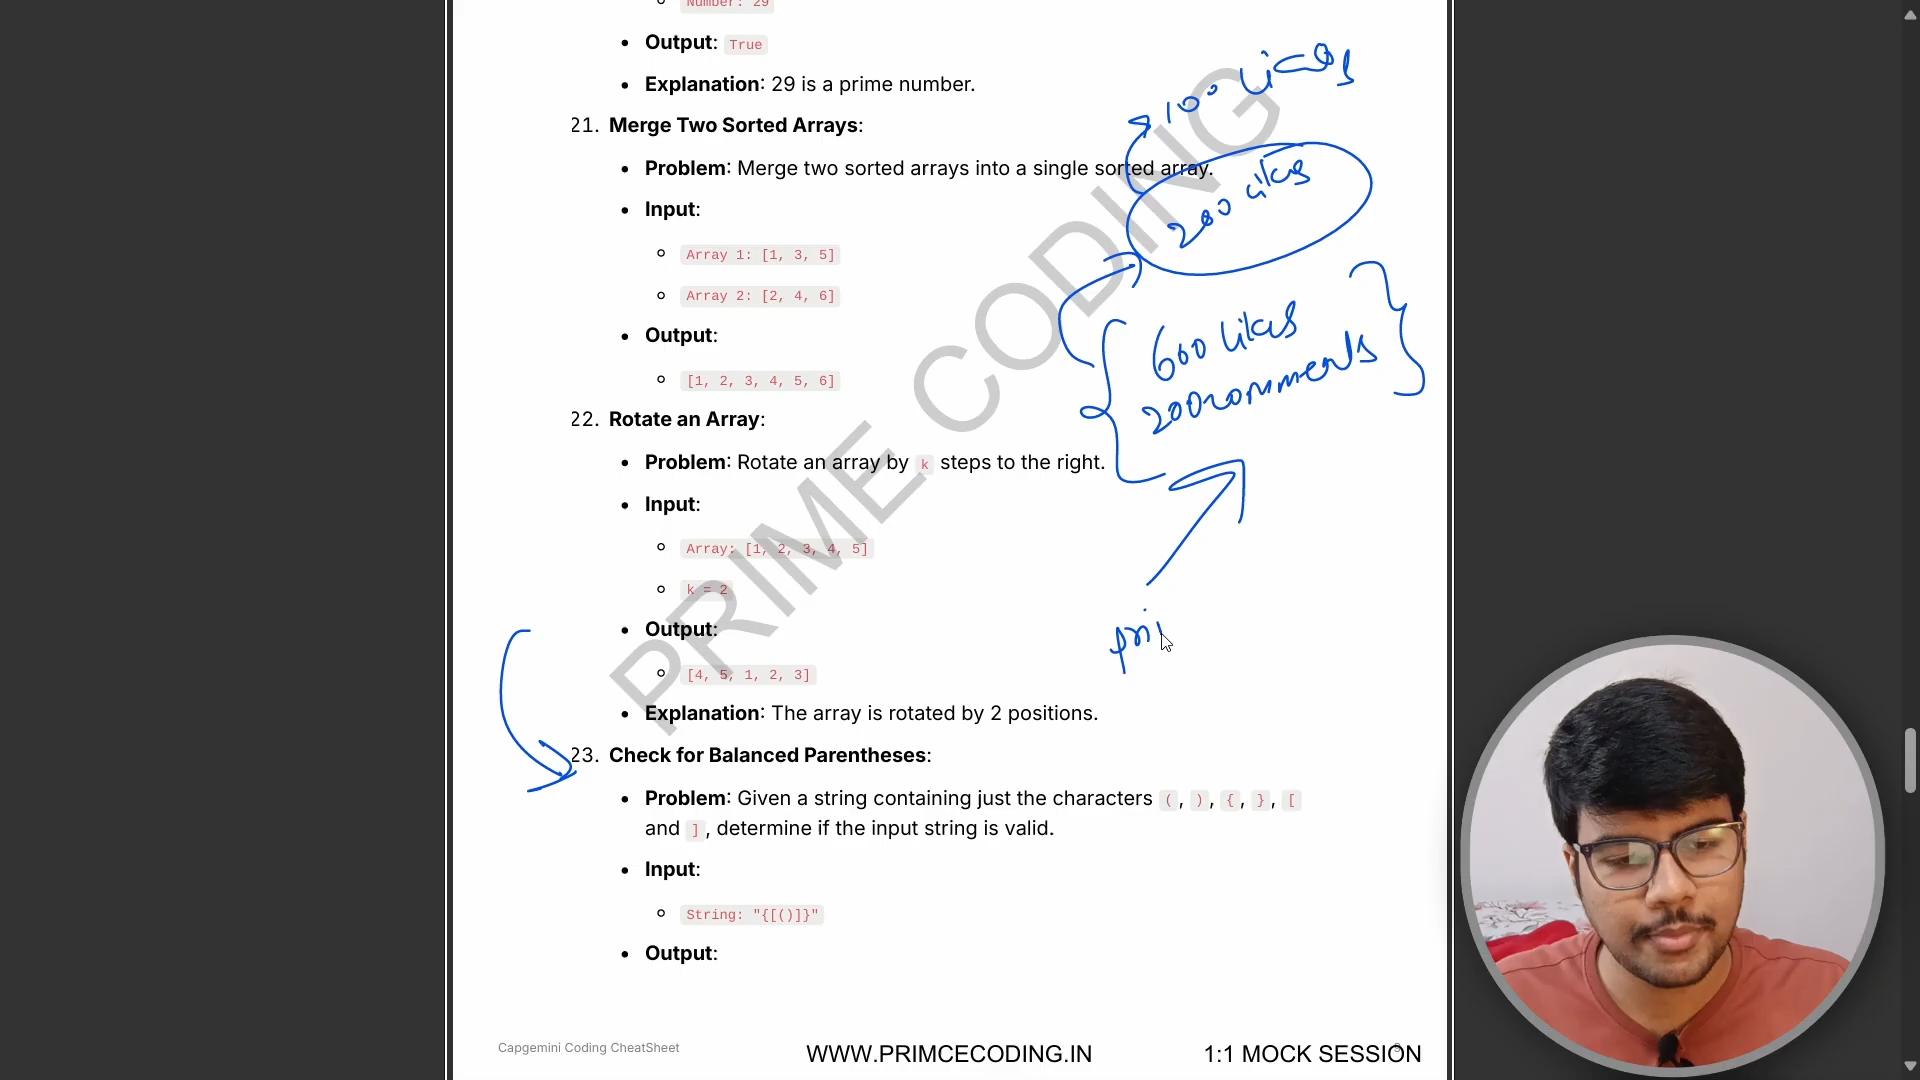 Number: 29
Output: True
Explanation: 29 is a prime number.
21. Merge Two Sorted Arrays:
Problem: Merge two sorted arrays into a single sorted array.
Input:
Array 1: [1, 3, 5]
Array 2: [2, 4, 6]
Output:
[1, 2, 3, 4, 5, 6]
22. Rotate an Array:
Problem: Rotate an array by k steps to the right.
Input:
Array: [1, 2, 3, 4, 5]
k = 2
Output:
[4, 5, 1, 2, 3]
Explanation: The array is rotated by 2 positions.
23. Check for Balanced Parentheses:
Problem: Given a string containing just the characters (, ), {, }, [
and ], determine if the input string is valid.
Input:
String: "{[()]}"
Output:
PRIME CODING
100 likes
200 likes
600 likes
200 comments
pri
Capgemini Coding CheatSheet
WWW.PRIMCECODING.IN
1:1 MOCK SESSION